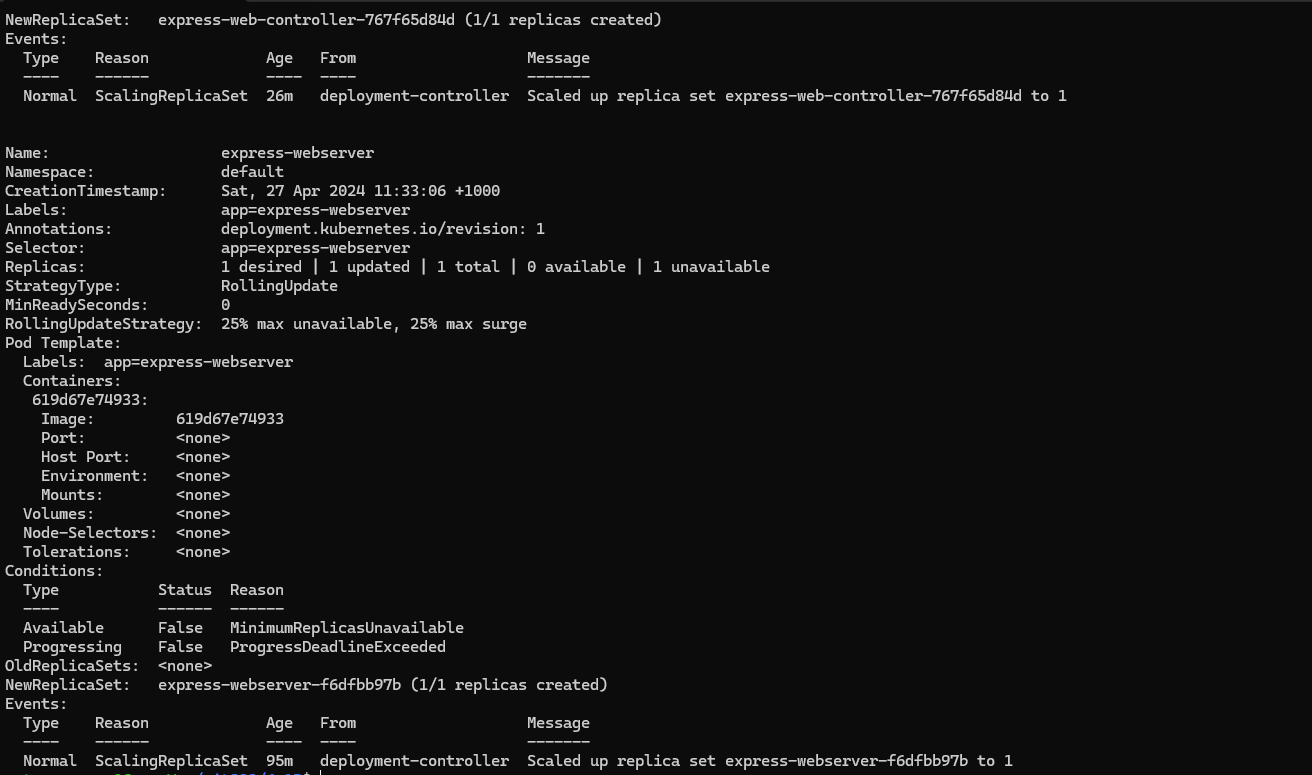 NewReplicaSet:   express-web-controller-767f65d84d (1/1 replicas created)
Events:
  Type    Reason             Age   From                   Message
  ----    ------             ----  ----                   -------
  Normal  ScalingReplicaSet  26m   deployment-controller  Scaled up replica set express-web-controller-767f65d84d to 1
Name:                   express-webserver
Namespace:              default
CreationTimestamp:      Sat, 27 Apr 2024 11:33:06 +1000
Labels:                 app=express-webserver
Annotations:            deployment.kubernetes.io/revision: 1
Selector:               app=express-webserver
Replicas:               1 desired | 1 updated | 1 total | 0 available | 1 unavailable
StrategyType:           RollingUpdate
MinReadySeconds:        0
RollingUpdateStrategy:  25% max unavailable, 25% max surge
Pod Template:
  Labels:  app=express-webserver
  Containers:
   619d67e74933:
    Image:         619d67e74933
    Port:          <none>
    Host Port:     <none>
    Environment:   <none>
    Mounts:        <none>
  Volumes:         <none>
  Node-Selectors:  <none>
  Tolerations:     <none>
Conditions:
  Type           Status  Reason
  ----           ------  ------
  Available      False   MinimumReplicasUnavailable
  Progressing    False   ProgressDeadlineExceeded
OldReplicaSets:  <none>
NewReplicaSet:   express-webserver-f6dfbb97b (1/1 replicas created)
Events:
  Type    Reason             Age   From                   Message
  ----    ------             ----  ----                   -------
  Normal  ScalingReplicaSet  95m   deployment-controller  Scaled up replica set express-webserver-f6dfbb97b to 1